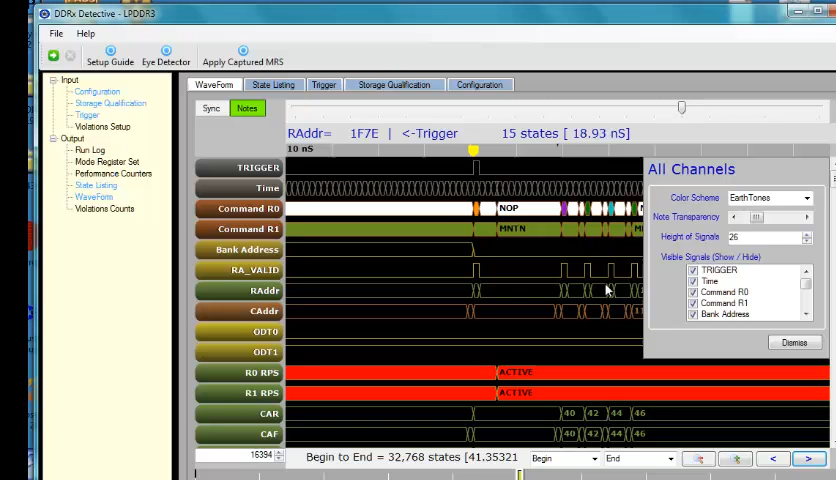 DDRx Detective - LPDDR3
File Help
Setup Guide Eye Detector Apply Captured MRS
Input
Configuration
Storage Qualification
Trigger
Violations Setup
Output
Run Log
Mode Register Set
Performance Counters
State Listing
WaveForm
Violations Counts
WaveForm State Listing Trigger Storage Qualification Configuration
Sync Notes
RAddr= 1F7E | <-Trigger 15 states [ 18.93 nS]
10 nS
TRIGGER
Time
Command R0 NOP
Command R1 MNTN
Bank Address
RA_VALID
RAddr
CAddr
ODT0
ODT1
R0 RPS ACTIVE
R1 RPS ACTIVE
CAR 40 42 44 46
CAF 40 42 44 46
16394 Begin to End = 32,768 states [41.35321 Begin End < >
All Channels
Color Scheme EarthTones
Note Transparency
Height of Signals 26
Visible Signals (Show / Hide)
TRIGGER
Time
Command R0
Command R1
Bank Address
Dismiss